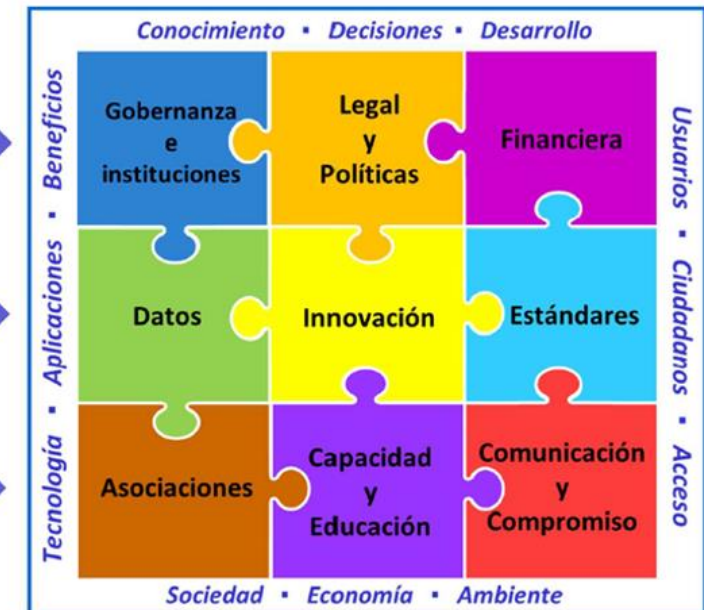 Conocimiento ▪ Decisiones ▪ Desarrollo
Tecnología ▪ Aplicaciones ▪ Beneficios
Gobernanza
e
instituciones
Legal
y
Políticas
Financiera
Datos
Innovación
Estándares
Asociaciones
Capacidad
y
Educación
Comunicación
y
Compromiso
Usuarios ▪ Ciudadanos ▪ Acceso
Sociedad ▪ Economía ▪ Ambiente